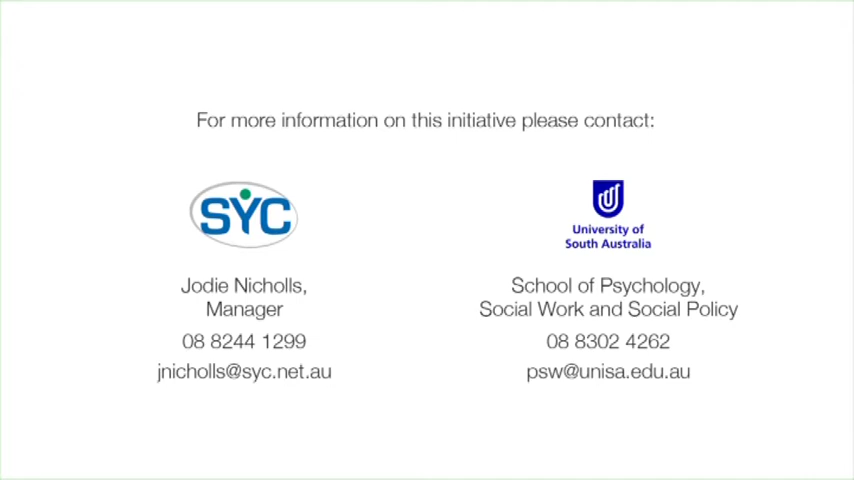 For more information on this initiative please contact:
SYC
Jodie Nicholls,
Manager
08 8244 1299
jnicholls@syc.net.au
University of
South Australia
School of Psychology,
Social Work and Social Policy
08 8302 4262
psw@unisa.edu.au